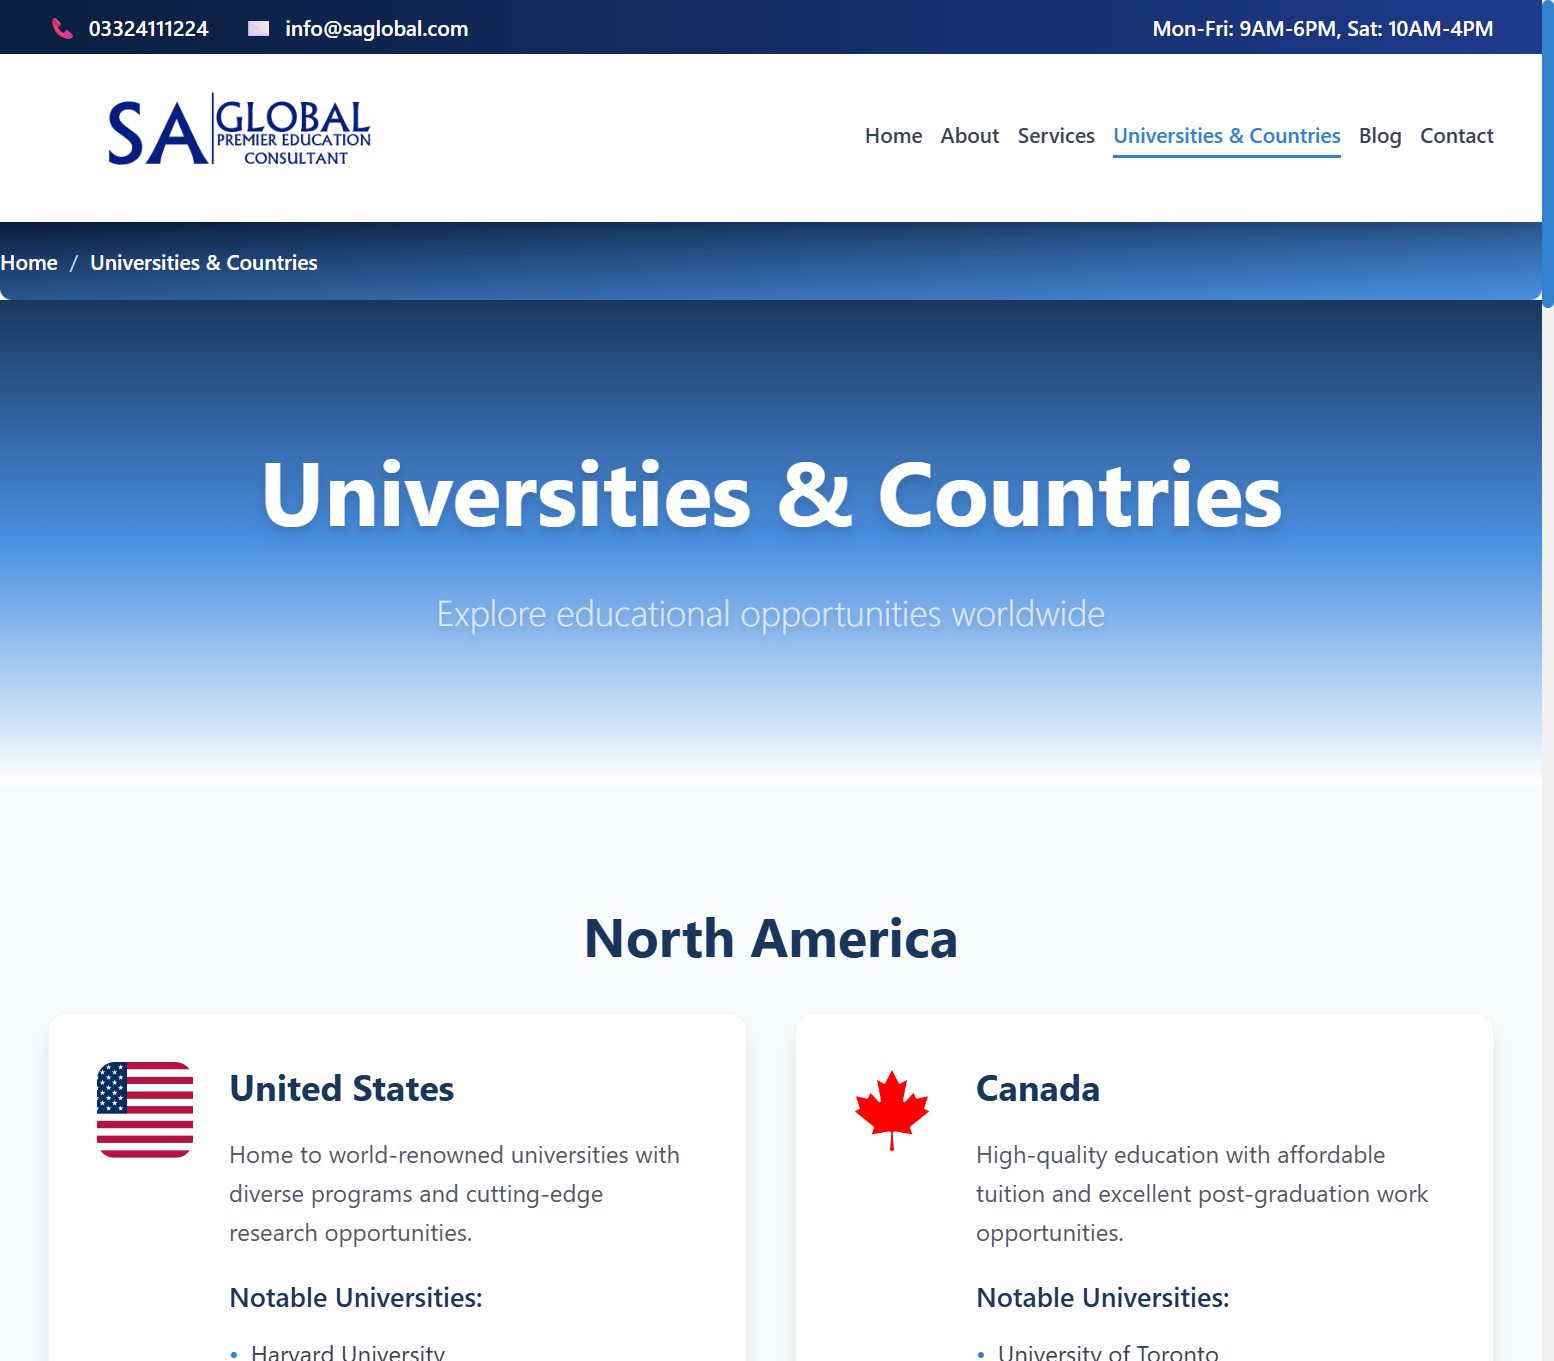 03324111224
info@saglobal.com
Mon-Fri: 9AM-6PM, Sat: 10AM-4PM
SA GLOBAL
PREMIER EDUCATION
CONSULTANT
Home About Services Universities & Countries Blog Contact
Home / Universities & Countries
Universities & Countries
Explore educational opportunities worldwide
North America
United States
Home to world-renowned universities with
diverse programs and cutting-edge
research opportunities.
Notable Universities:
• Harvard University
Canada
High-quality education with affordable
tuition and excellent post-graduation work
opportunities.
Notable Universities:
• University of Toronto